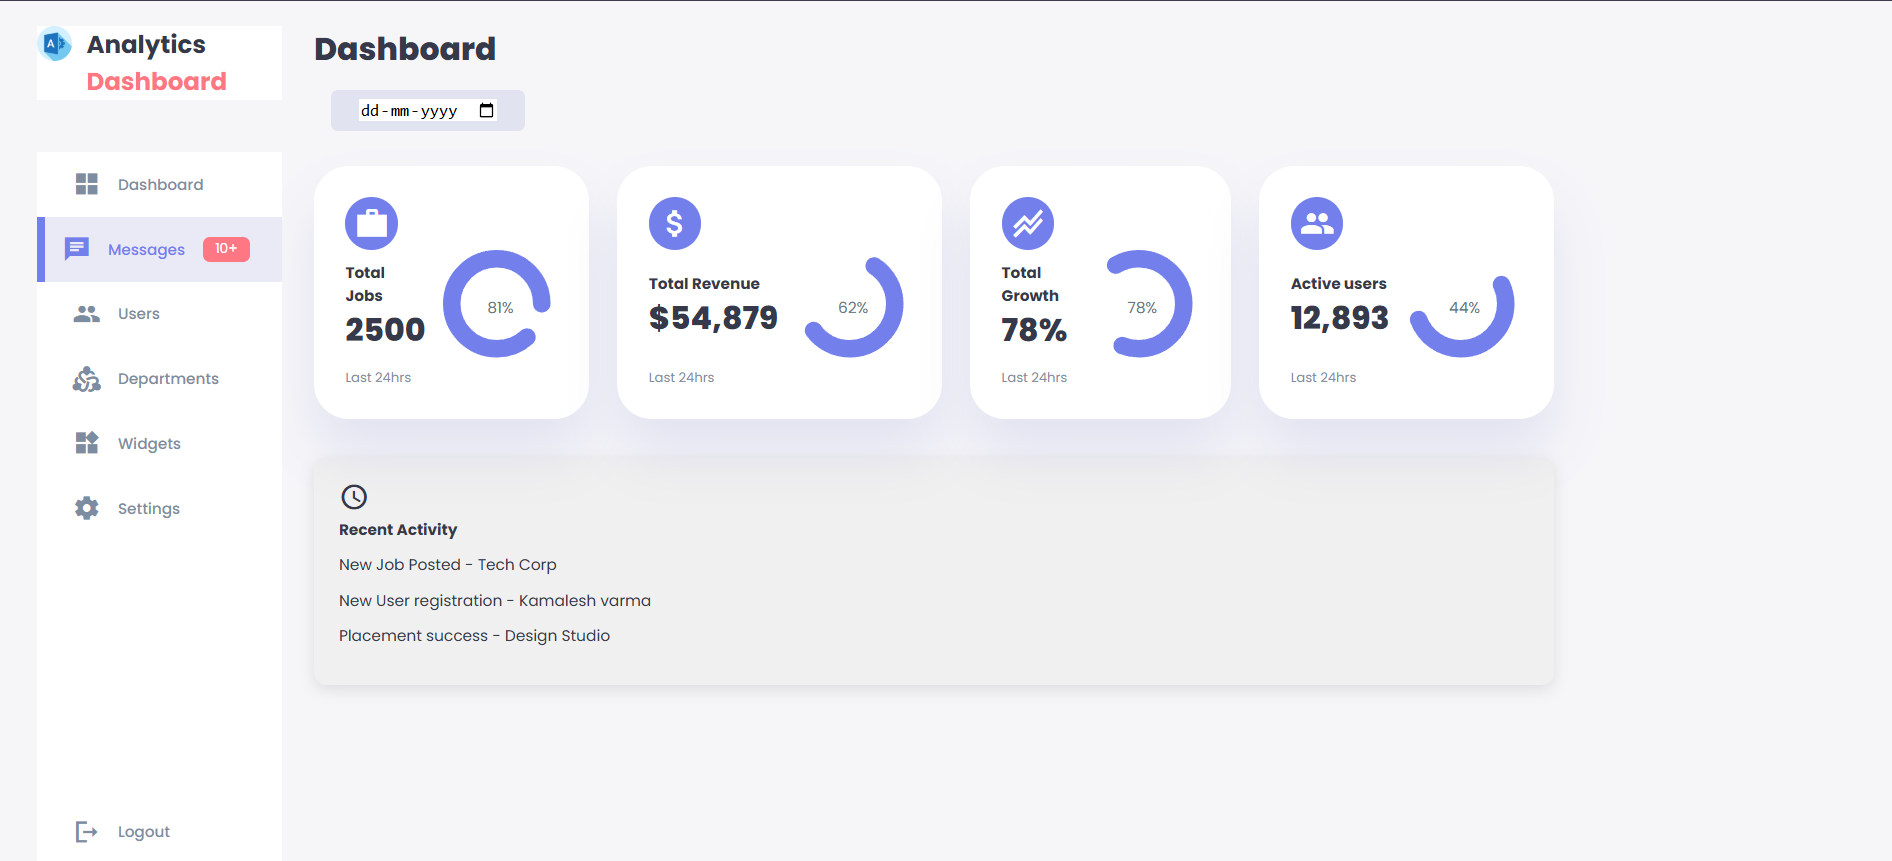 Analytics
Dashboard
Dashboard
Messages 10+
Users
Departments
Widgets
Settings
Logout
Dashboard
dd-mm-yyyy
Total
Jobs
2500
81%
Last 24hrs
Total Revenue
$54,879
62%
Last 24hrs
Total
Growth
78%
78%
Last 24hrs
Active users
12,893
44%
Last 24hrs
Recent Activity
New Job Posted - Tech Corp
New User registration - Kamalesh varma
Placement success - Design Studio